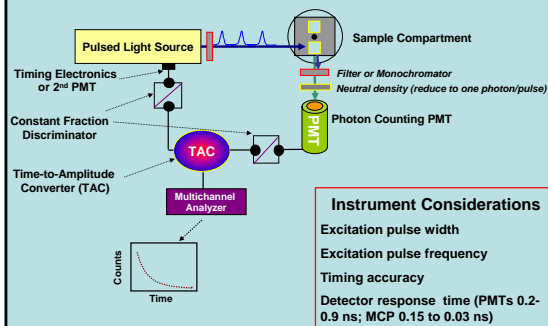 Pulsed Light Source
Sample Compartment
Timing Electronics
or 2nd PMT
Filter or Monochromator
Neutral density (reduce to one photon/pulse)
Constant Fraction
Discriminator
PMT
Photon Counting PMT
TAC
Time-to-Amplitude
Converter (TAC)
Multichannel
Analyzer
Counts
Time
Instrument Considerations
Excitation pulse width
Excitation pulse frequency
Timing accuracy
Detector response time (PMTs 0.2-
0.9 ns; MCP 0.15 to 0.03 ns)